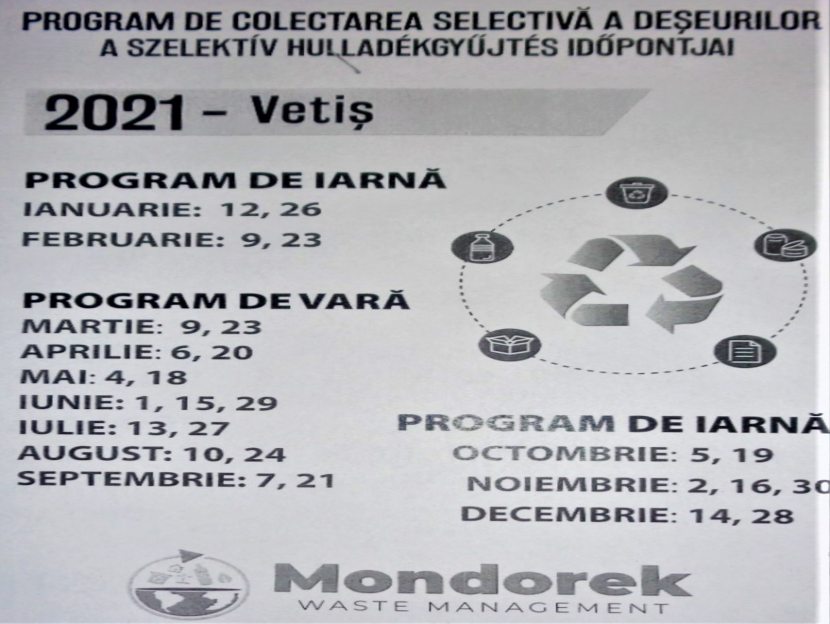 PROGRAM DE COLECTAREA SELECTIVĂ A DEȘEURILOR
A SZELEKTÍV HULLADÉKGYŰJTÉS IDŐPONTJAI
2021 – Vetiș
PROGRAM DE IARNĂ
IANUARIE: 12, 26
FEBRUARIE: 9, 23
PROGRAM DE VARĂ
MARTIE: 9, 23
APRILIE: 6, 20
MAI: 4, 18
IUNIE: 1, 15, 29
IULIE: 13, 27
AUGUST: 10, 24
SEPTEMBRIE: 7, 21
PROGRAM DE IARNĂ
OCTOMBRIE: 5, 19
NOIEMBRIE: 2, 16, 30
DECEMBRIE: 14, 28
Mondorek
WASTE MANAGEMENT